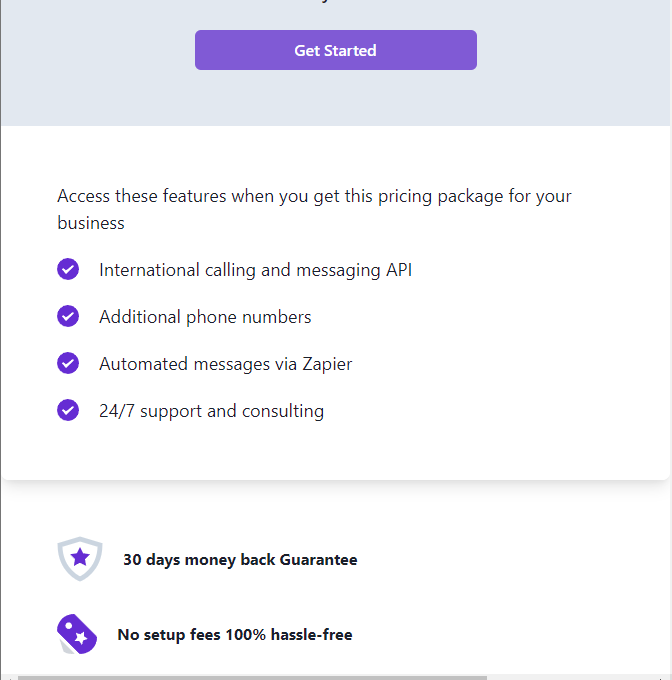 Get Started
Access these features when you get this pricing package for your
business
International calling and messaging API
Additional phone numbers
Automated messages via Zapier
24/7 support and consulting
30 days money back Guarantee
No setup fees 100% hassle-free